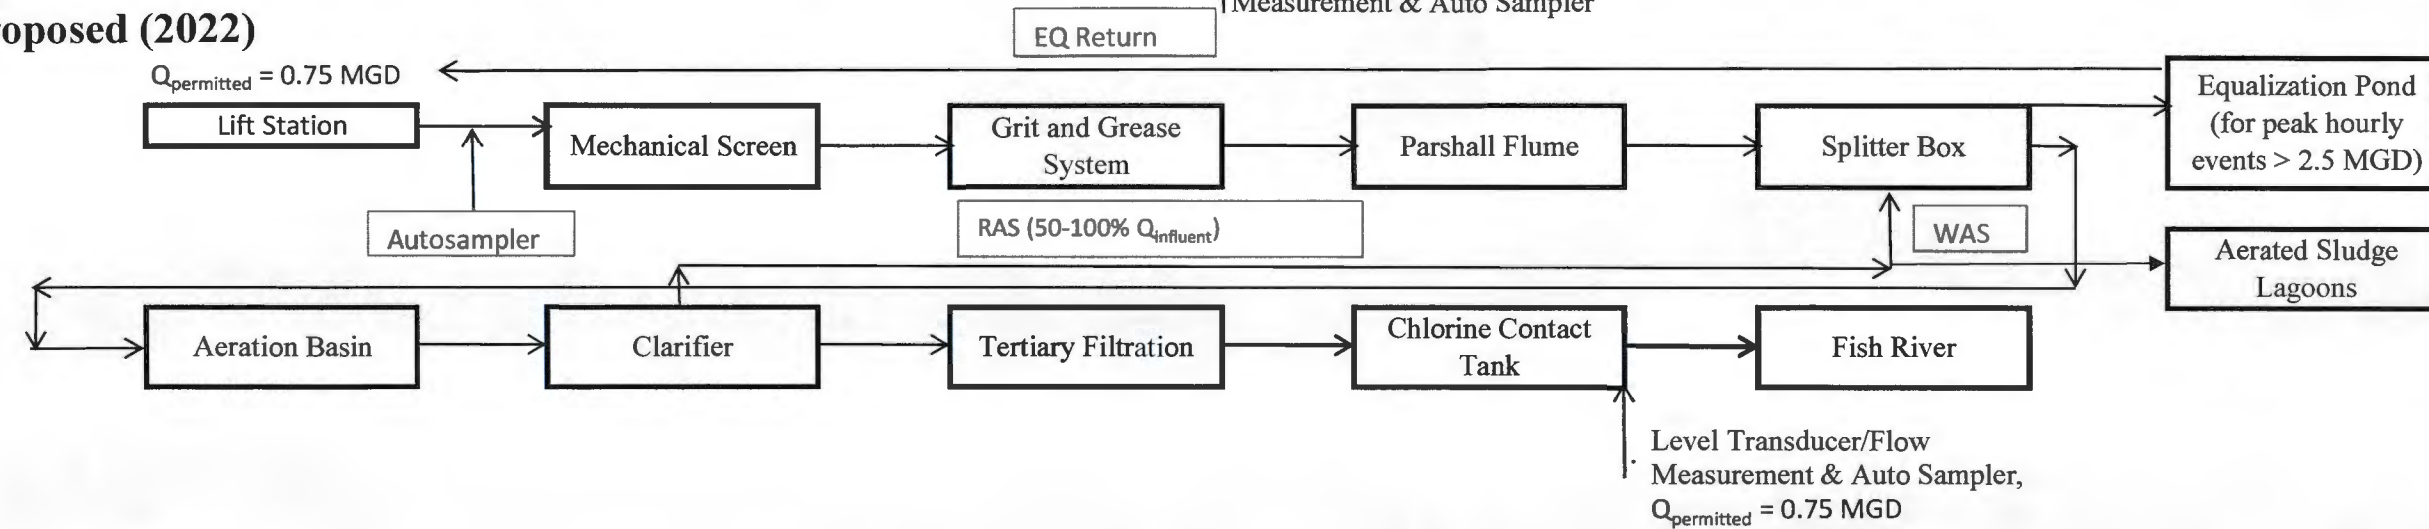 Measurement & Auto Sampler
oposed (2022)
EQ Return
Qpermitted = 0.75 MGD
Lift Station
Mechanical Screen
Grit and Grease
System
Parshall Flume
Splitter Box
Equalization Pond
(for peak hourly
events > 2.5 MGD)
Autosampler
RAS (50-100% Qinfluent)
WAS
Aerated Sludge
Lagoons
Aeration Basin
Clarifier
Tertiary Filtration
Chlorine Contact
Tank
Fish River
Level Transducer/Flow
Measurement & Auto Sampler,
Qpermitted = 0.75 MGD